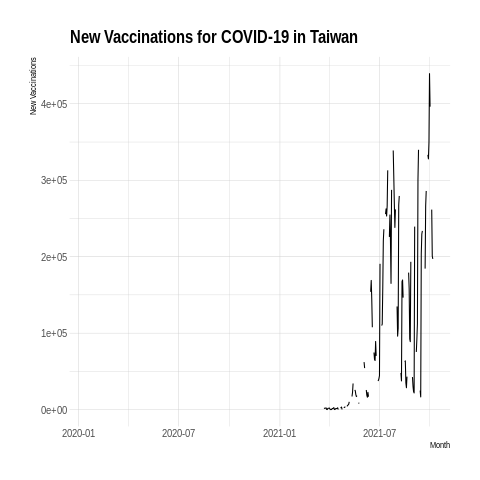 New Vaccinations for COVID-19 in Taiwan
New Vaccinations
4e+05
3e+05
2e+05
1e+05
0e+00
2020-01 2020-07 2021-01 2021-07
Month